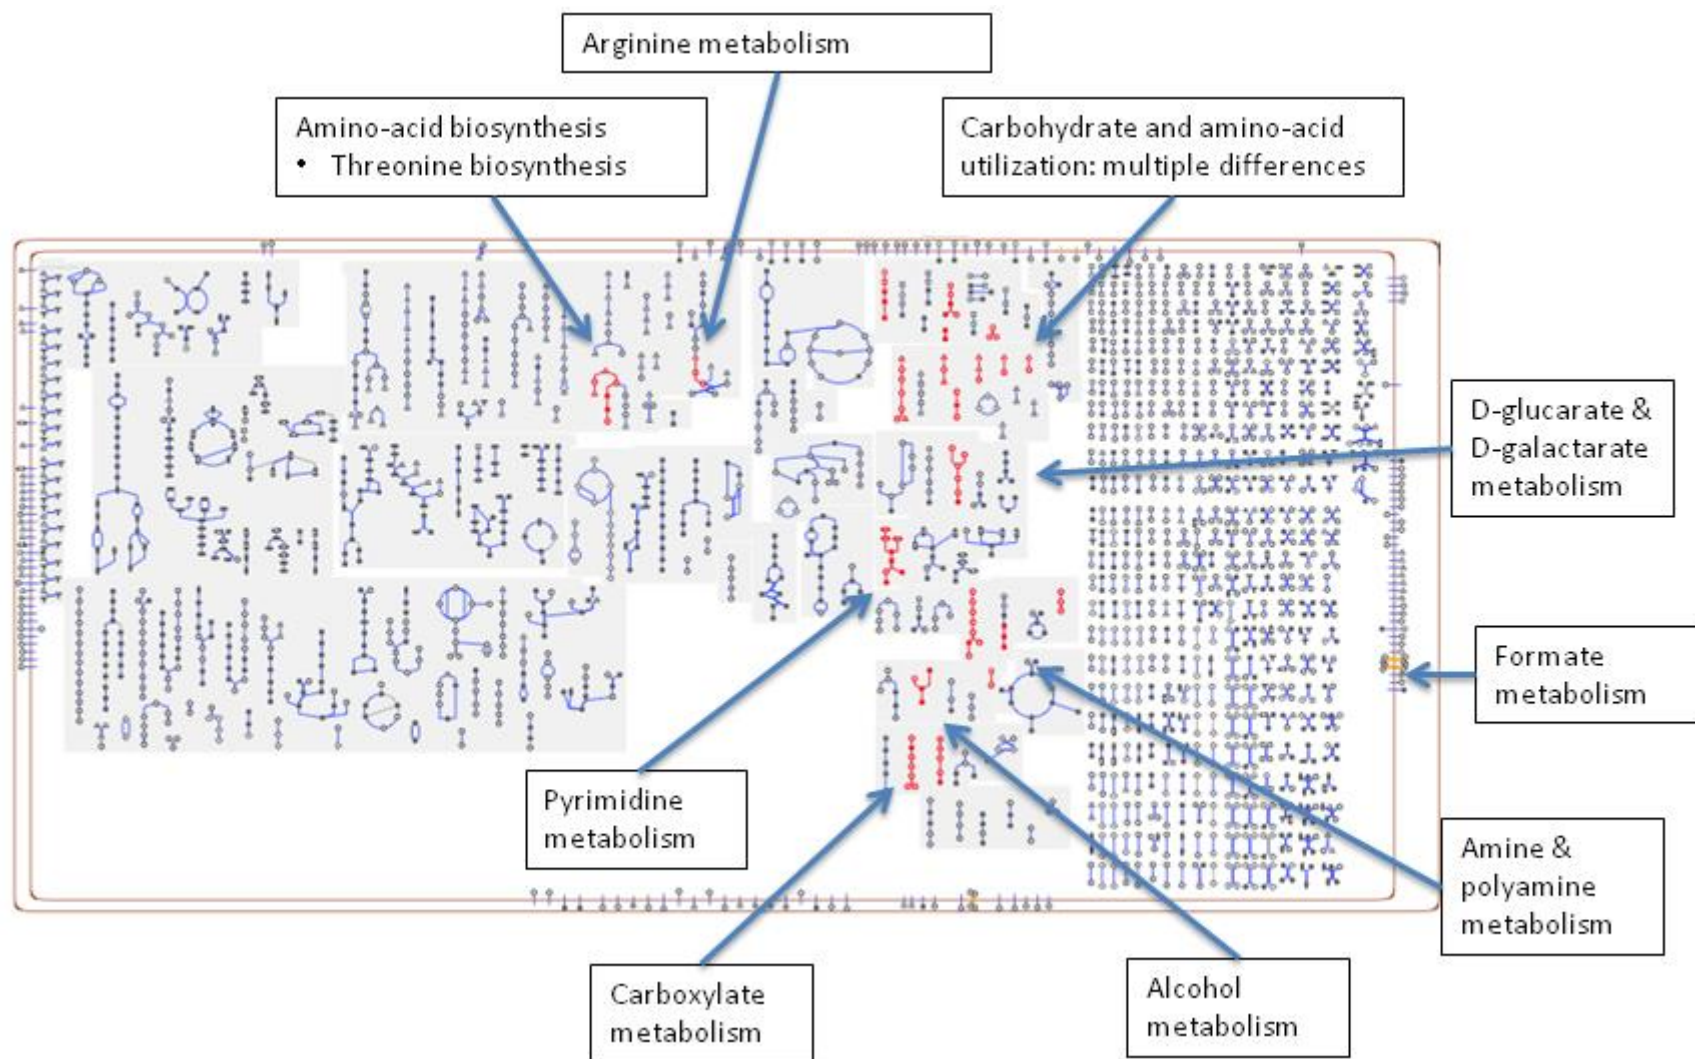 Arginine metabolism
Amino-acid biosynthesis
• Threonine biosynthesis
Carbohydrate and amino-acid
utilization: multiple differences
D-glucarate &
D-galactarate
metabolism
Formate
metabolism
Pyrimidine
metabolism
Amine &
polyamine
metabolism
Carboxylate
metabolism
Alcohol
metabolism